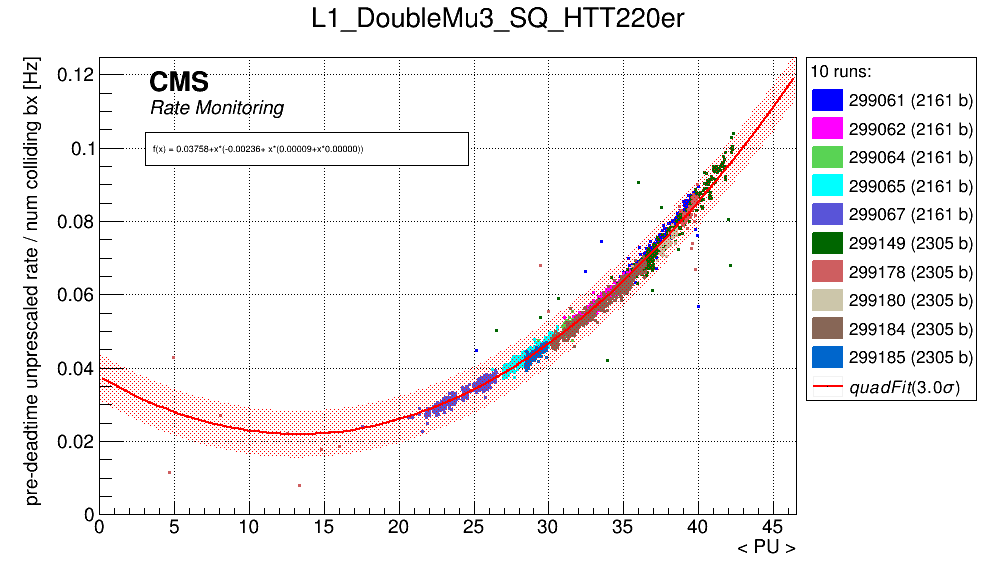 L1_DoubleMu3_SQ_HTT220er
pre-deadtime unprescaled rate / num colliding bx [Hz]
0.12
0.1
0.08
0.06
0.04
0.02
0
CMS
Rate Monitoring
f(x) = 0.03758+x*(-0.00236+ x*(0.00009+x*0.00000))
0 5 10 15 20 25 30 35 40 45
< PU >
10 runs:
299061 (2161 b)
299062 (2161 b)
299064 (2161 b)
299065 (2161 b)
299067 (2161 b)
299149 (2305 b)
299178 (2305 b)
299180 (2305 b)
299184 (2305 b)
299185 (2305 b)
quadFit(3.0σ)